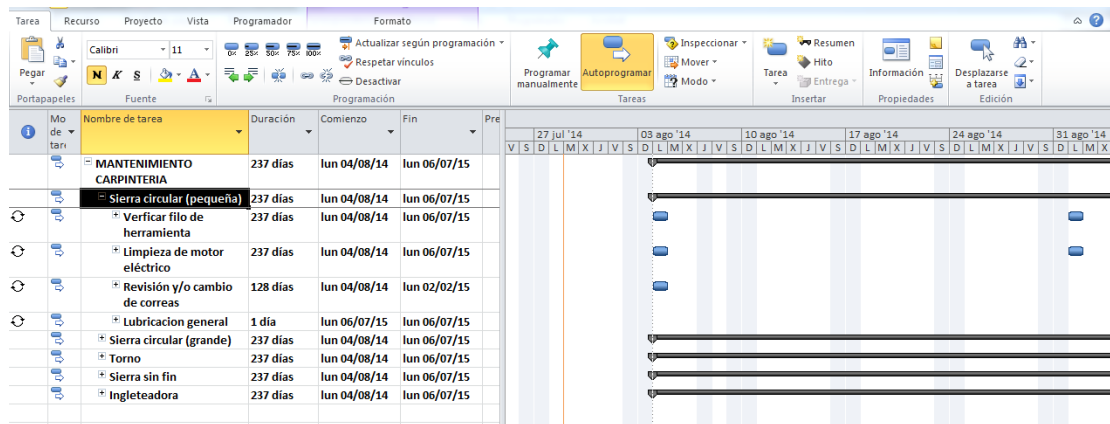 Tarea Recurso Proyecto Vista Programador Formato
Pegar
Calibri 11
N K S A
0% 25% 50% 75% 100%
Actualizar según programación
Respetar vínculos
Desactivar
Programar manualmente
Autoprogramar
Inspeccionar
Mover
Modo
Tarea
Resumen
Hito
Entrega
Información
Desplazarse a tarea
Portapapeles Fuente Programación Tareas Insertar Propiedades Edición
Mo de tare Nombre de tarea Duración Comienzo Fin Pre
27 jul '14 03 ago '14 10 ago '14 17 ago '14 24 ago '14 31 ago '14
V S D L M X J V S D L M X J V S D L M X J V S D L M X J V S D L M X J V S D L M X
MANTENIMIENTO 237 días lun 04/08/14 lun 06/07/15
CARPINTERIA
Sierra circular (pequeña) 237 días lun 04/08/14 lun 06/07/15
Verficar filo de 237 días lun 04/08/14 lun 06/07/15
herramienta
Limpieza de motor 237 días lun 04/08/14 lun 06/07/15
eléctrico
Revisión y/o cambio 128 días lun 04/08/14 lun 02/02/15
de correas
Lubricacion general 1 día lun 06/07/15 lun 06/07/15
Sierra circular (grande) 237 días lun 04/08/14 lun 06/07/15
Torno 237 días lun 04/08/14 lun 06/07/15
Sierra sin fin 237 días lun 04/08/14 lun 06/07/15
Ingleteadora 237 días lun 04/08/14 lun 06/07/15